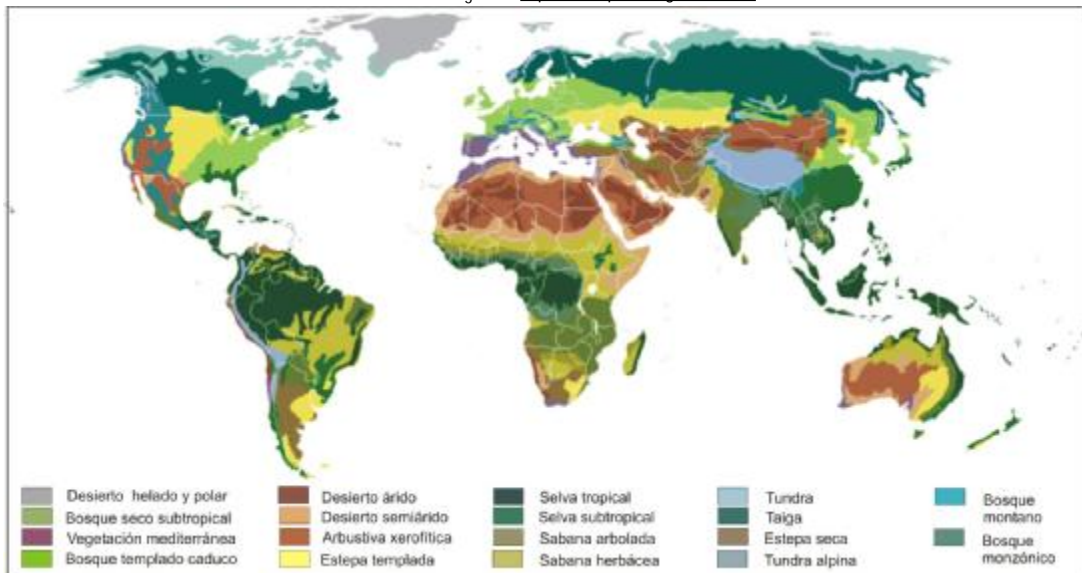 Desierto helado y polar
Bosque seco subtropical
Vegetación mediterránea
Bosque templado caduco
Desierto árido
Desierto semiárido
Arbustiva xerofítica
Estepa templada
Selva tropical
Selva subtropical
Sabana arbolada
Sabana herbácea
Tundra
Taiga
Estepa seca
Tundra alpina
Bosque
montano
Bosque
monzónico